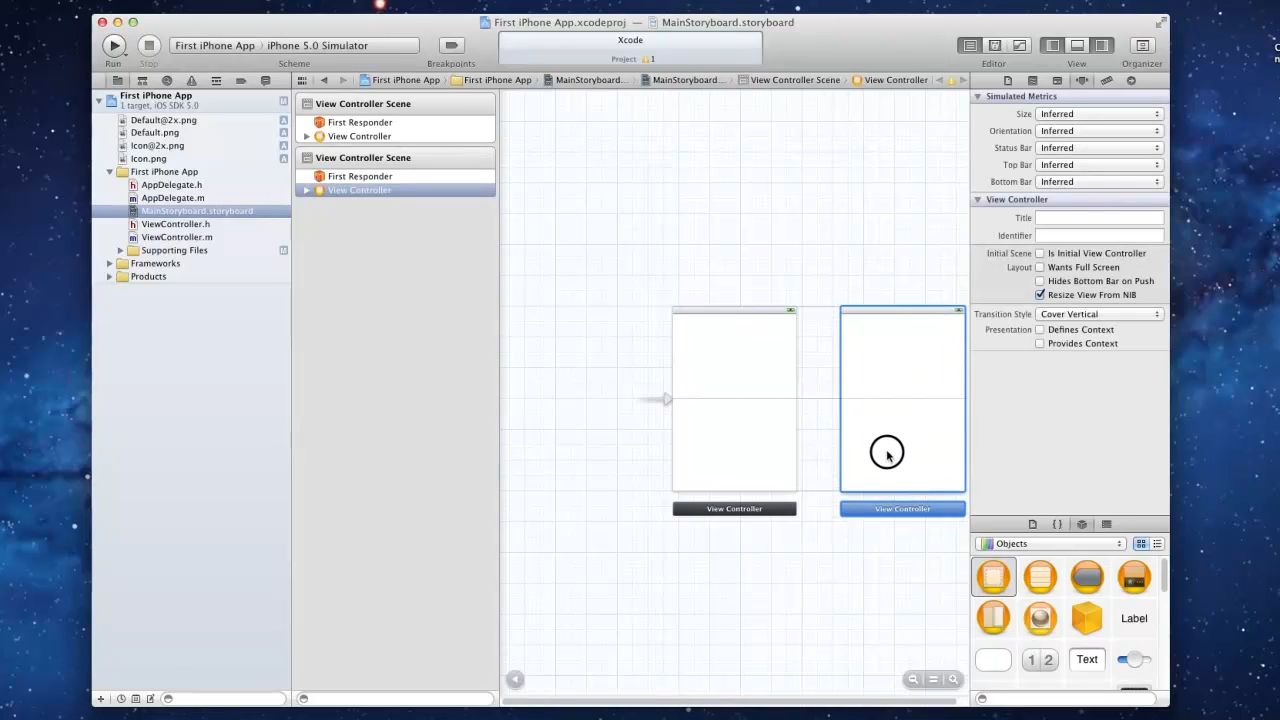 First iPhone App.xcodeproj — MainStoryboard.storyboard
First iPhone App › iPhone 5.0 Simulator
Xcode
Project 1
Run
Stop
Scheme
Breakpoints
Editor
View
Organizer
First iPhone App
MainStoryboard...
MainStoryboard...
View Controller Scene
View Controller
First iPhone App
First iPhone App M
1 target, iOS SDK 5.0
Default@2x.png A
Default.png A
Icon@2x.png A
Icon.png A
First iPhone App
AppDelegate.h
AppDelegate.m
MainStoryboard.storyboard
ViewController.h
ViewController.m
Supporting Files M
Frameworks
Products
View Controller Scene
First Responder
View Controller
View Controller Scene
First Responder
View Controller
View Controller
View Controller
Simulated Metrics
Size Inferred
Orientation Inferred
Status Bar Inferred
Top Bar Inferred
Bottom Bar Inferred
View Controller
Title
Identifier
Initial Scene Is Initial View Controller
Layout Wants Full Screen
Hides Bottom Bar on Push
Resize View From NIB
Transition Style Cover Vertical
Presentation Defines Context
Provides Context
{ }
Objects
Label
1 2
Text